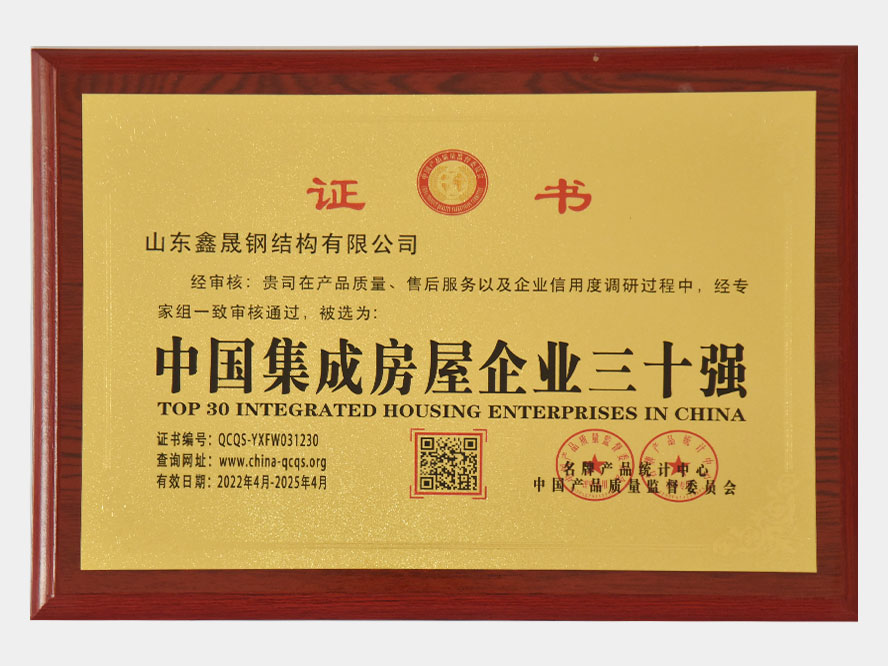 证 书
山东鑫晟钢结构有限公司
经审核：贵司在产品质量、售后服务以及企业信用度调研过程中，经专
家组一致审核通过，被选为：
中国集成房屋企业三十强
TOP 30 INTEGRATED HOUSING ENTERPRISES IN CHINA
证书编号：QCQS-YXFW031230
查询网址：www.china-qcqs.org
有效日期：2022年4月-2025年4月
名牌产品统计中心
中国产品质量监督委员会